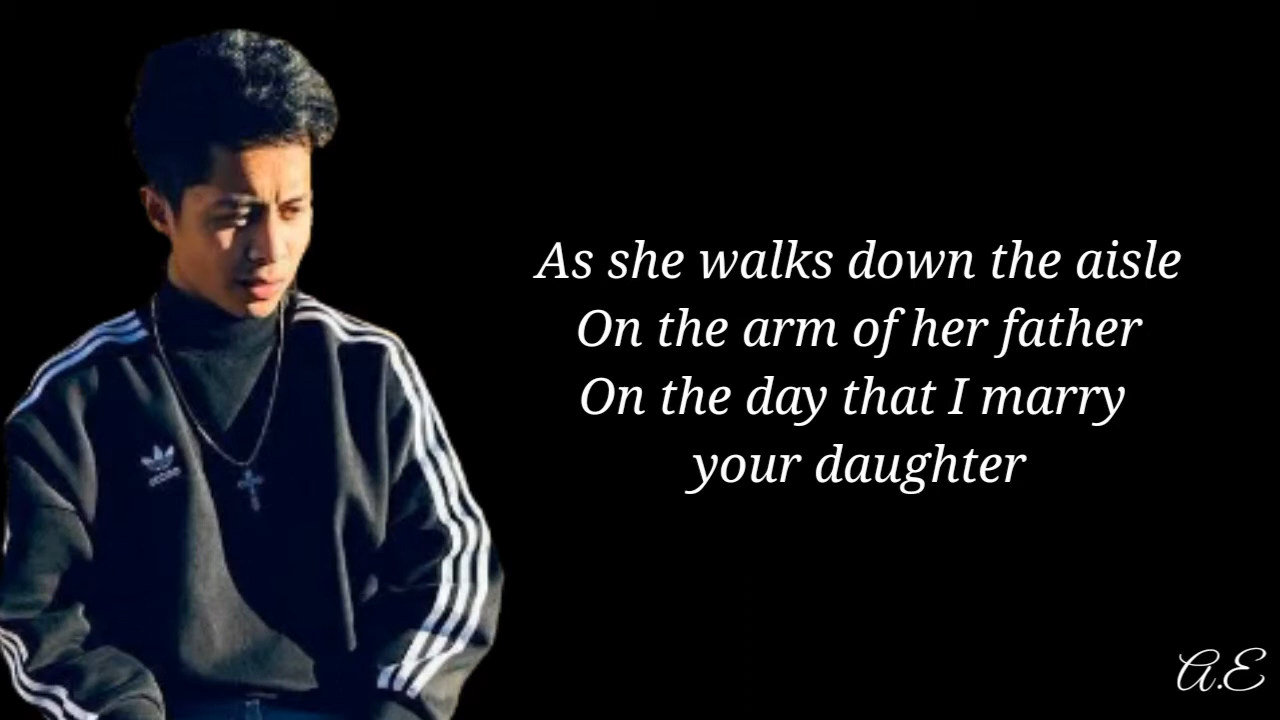 As she walks down the aisle
On the arm of her father
On the day that I marry
your daughter
adidas
A.E